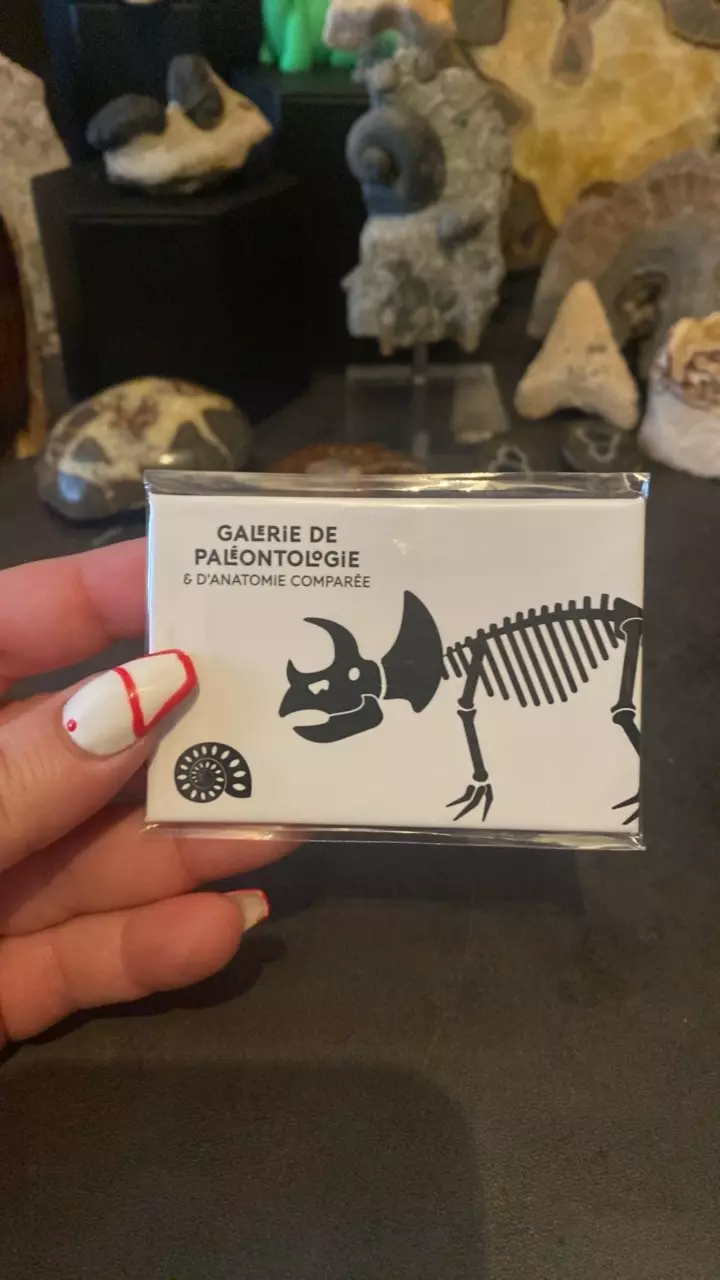 GALERIE DE
PALÉONTOLOGIE
& D'ANATOMIE COMPARÉE